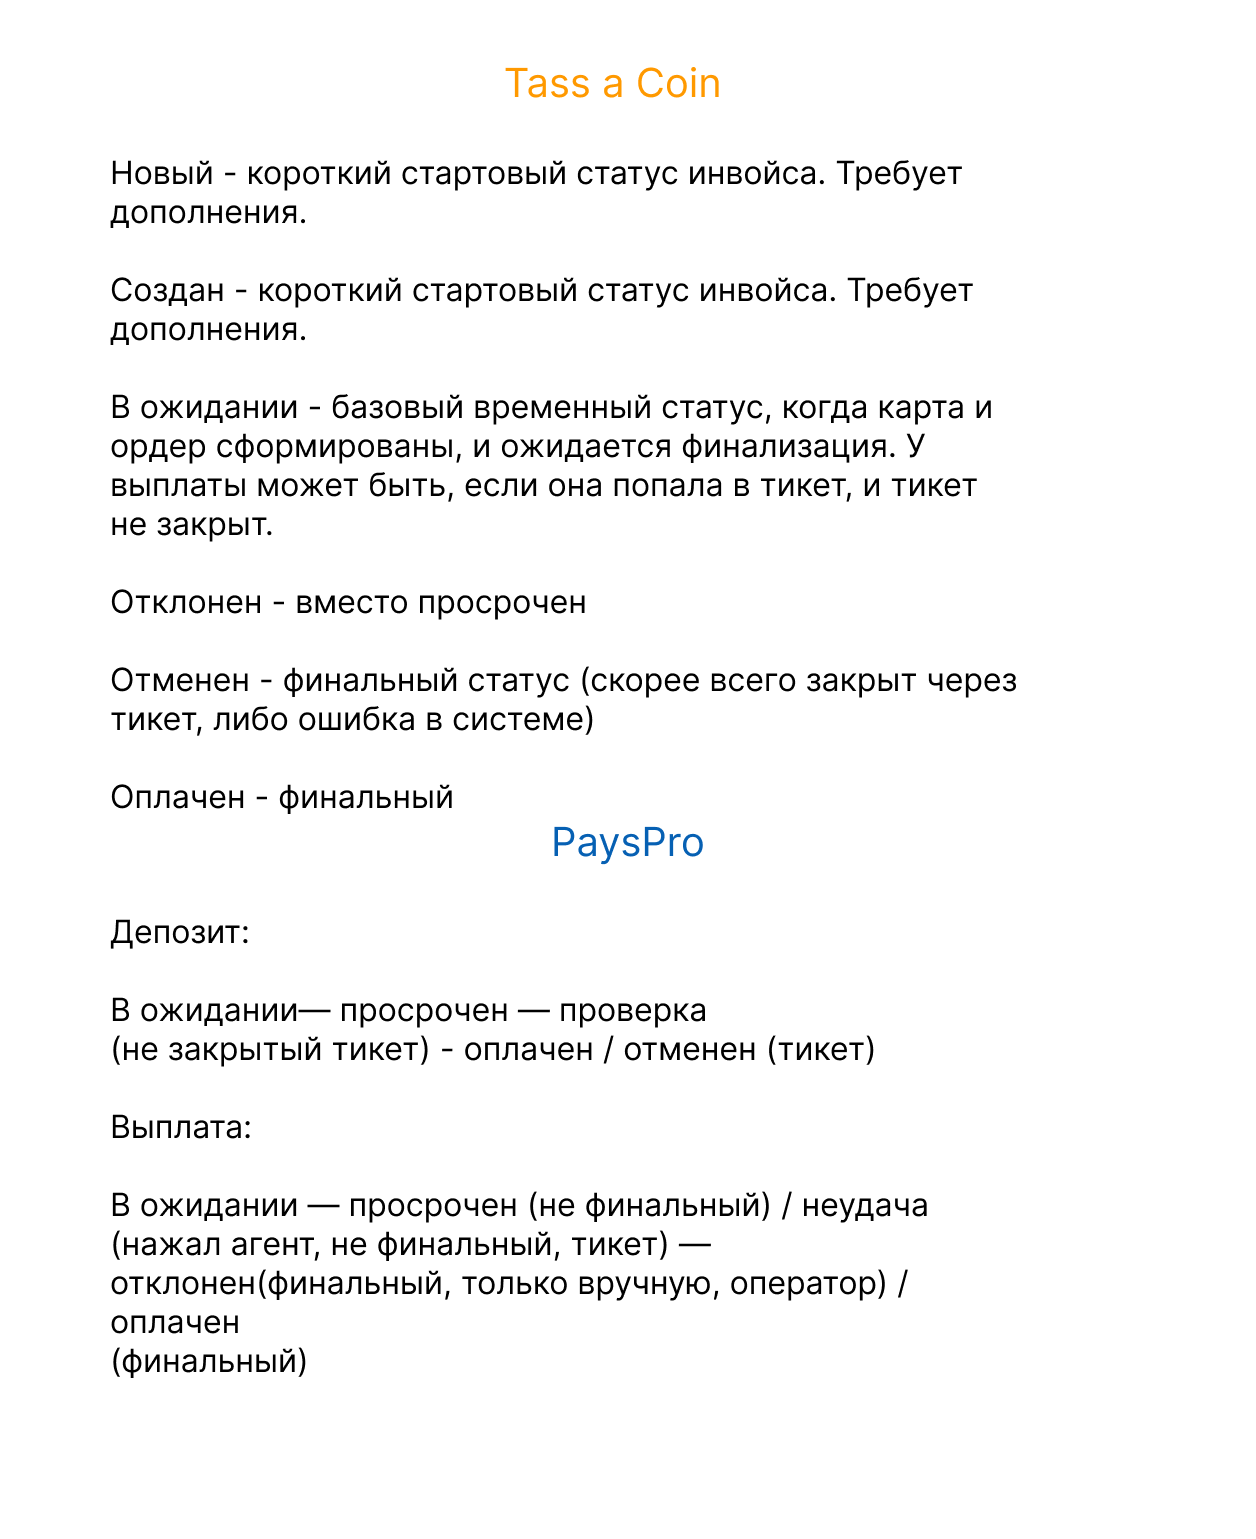 Tass a Coin
Новый - короткий стартовый статус инвойса. Требует
дополнения.
Создан - короткий стартовый статус инвойса. Требует
дополнения.
В ожидании - базовый временный статус, когда карта и
ордер сформированы, и ожидается финализация. У
выплаты может быть, если она попала в тикет, и тикет
не закрыт.
Отклонен - вместо просрочен
Отменен - финальный статус (скорее всего закрыт через
тикет, либо ошибка в системе)
Оплачен - финальный
PaysPro
Депозит:
В ожидании— просрочен — проверка
(не закрытый тикет) - оплачен / отменен (тикет)
Выплата:
В ожидании — просрочен (не финальный) / неудача
(нажал агент, не финальный, тикет) —
отклонен(финальный, только вручную, оператор) /
оплачен
(финальный)